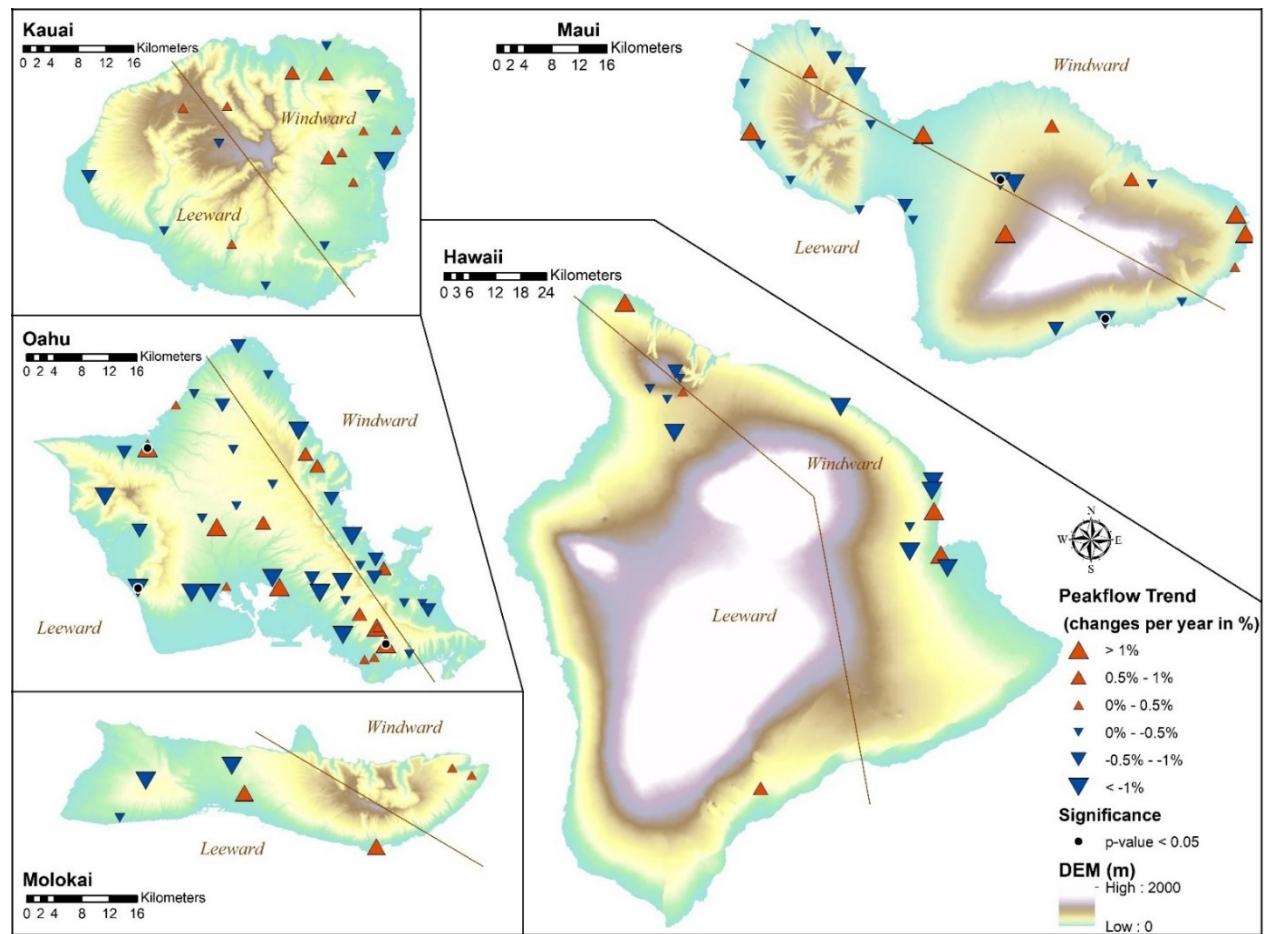 Kauai
Kilometers
0 2 4 8 12 16
Windward
Leeward
Maui
Kilometers
0 2 4 8 12 16
Windward
Leeward
Oahu
Kilometers
0 2 4 8 12 16
Windward
Leeward
Hawaii
Kilometers
0 3 6 12 18 24
Windward
Leeward
Molokai
Kilometers
0 2 4 8 12 16
Windward
Leeward
N
W
E
S
Peakflow Trend
(changes per year in %)
> 1%
0.5% - 1%
0% - 0.5%
0% - -0.5%
-0.5% - -1%
< -1%
Significance
p-value < 0.05
DEM (m)
High : 2000
Low : 0